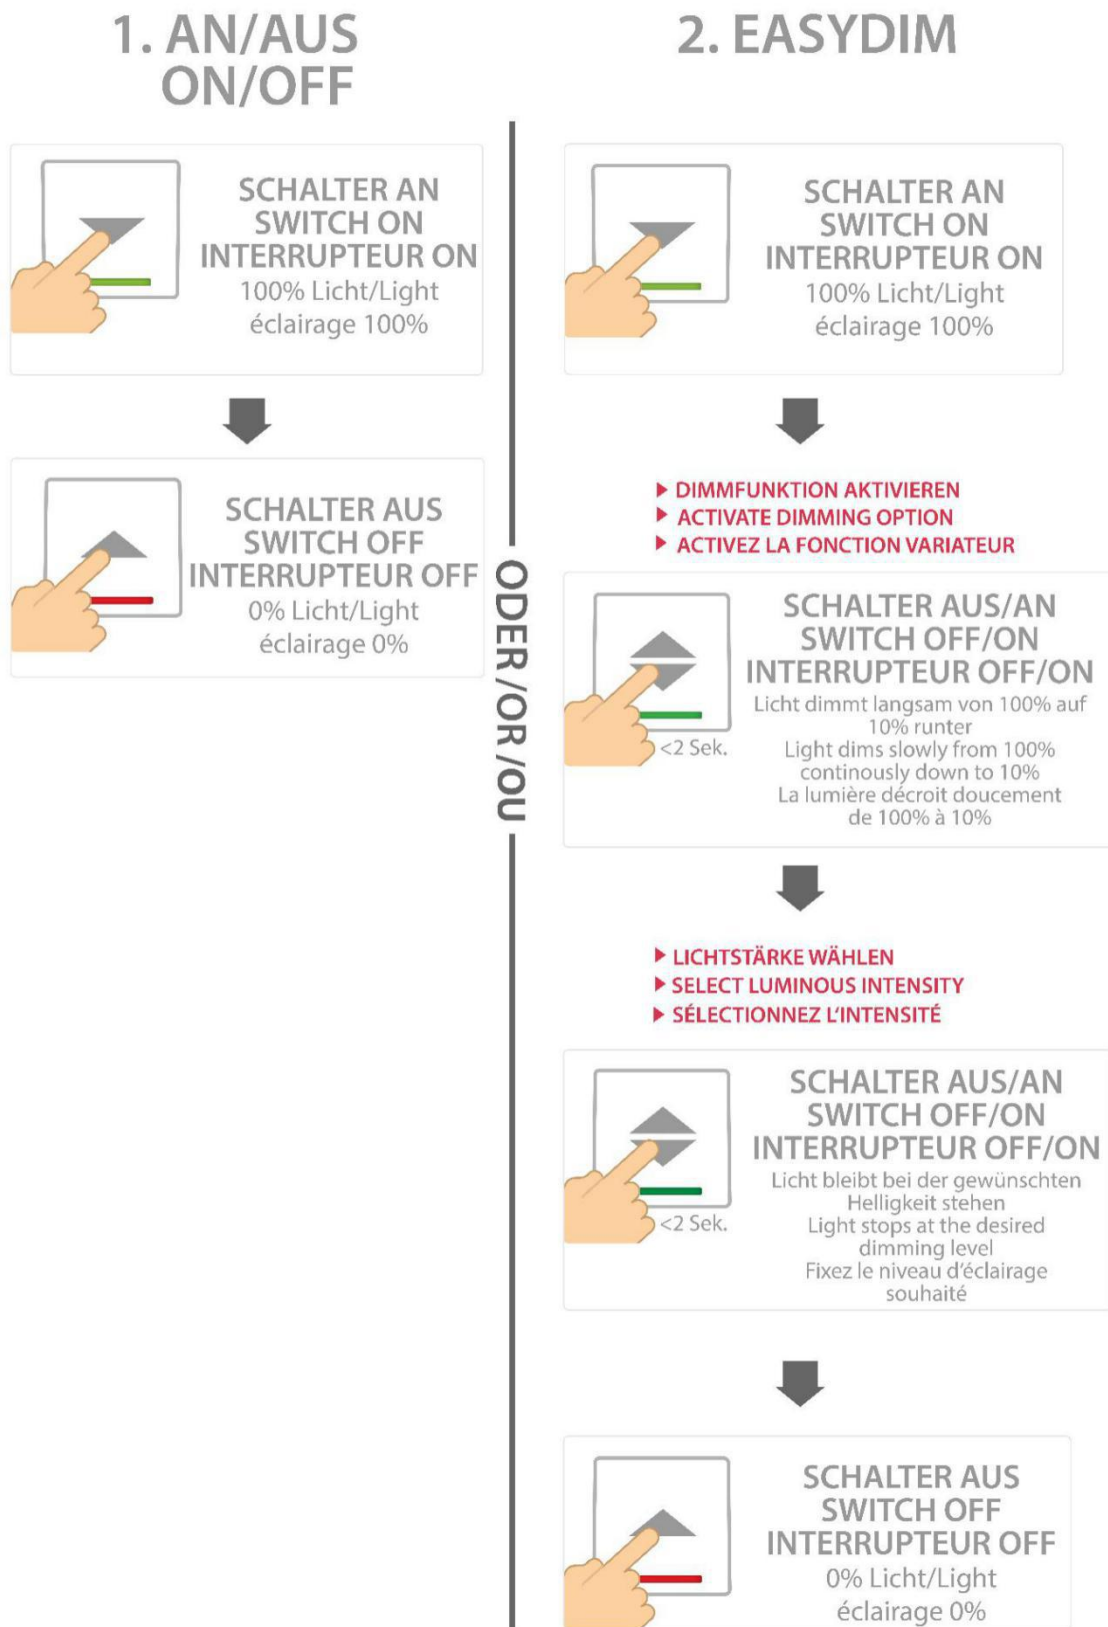 1. AN/AUS
ON/OFF
SCHALTER AN
SWITCH ON
INTERRUPTEUR ON
100% Licht/Light
éclairage 100%
SCHALTER AUS
SWITCH OFF
INTERRUPTEUR OFF
0% Licht/Light
éclairage 0%
ODER /OR /OU
2. EASYDIM
SCHALTER AN
SWITCH ON
INTERRUPTEUR ON
100% Licht/Light
éclairage 100%
DIMMFUNKTION AKTIVIEREN
ACTIVATE DIMMING OPTION
ACTIVEZ LA FONCTION VARIATEUR
SCHALTER AUS/AN
SWITCH OFF/ON
INTERRUPTEUR OFF/ON
Licht dimmt langsam von 100% auf
10% runter
Light dims slowly from 100%
continously down to 10%
La lumière décroit doucement
de 100% à 10%
<2 Sek.
LICHTSTÄRKE WÄHLEN
SELECT LUMINOUS INTENSITY
SÉLECTIONNEZ L'INTENSITÉ
SCHALTER AUS/AN
SWITCH OFF/ON
INTERRUPTEUR OFF/ON
Licht bleibt bei der gewünschten
Helligkeit stehen
Light stops at the desired
dimming level
Fixez le niveau d'éclairage
souhaité
<2 Sek.
SCHALTER AUS
SWITCH OFF
INTERRUPTEUR OFF
0% Licht/Light
éclairage 0%